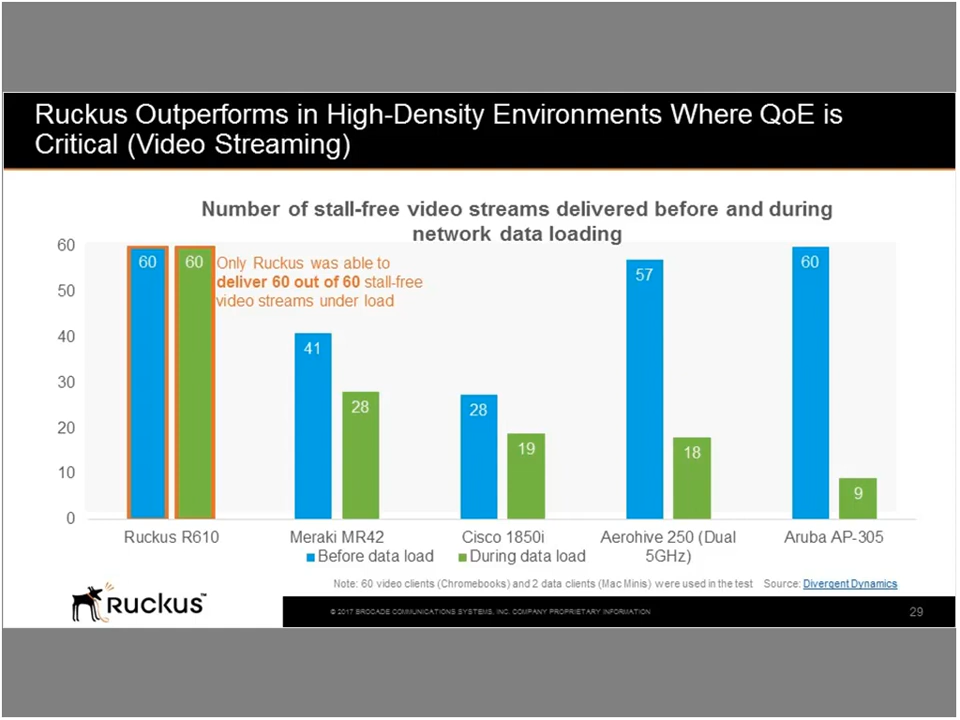 Ruckus Outperforms in High-Density Environments Where QoE is
Critical (Video Streaming)
Number of stall-free video streams delivered before and during
network data loading
60
50
40
30
20
10
0
60
60
Only Ruckus was able to
deliver 60 out of 60 stall-free
video streams under load
41
28
28
19
57
18
60
9
Ruckus R610
Meraki MR42
Cisco 1850i
Aerohive 250 (Dual
5GHz)
Aruba AP-305
Before data load
During data load
Note: 60 video clients (Chromebooks) and 2 data clients (Mac Minis) were used in the test
Source: Divergent Dynamics
Ruckus™
© 2017 BROCADE COMMUNICATIONS SYSTEMS, INC. COMPANY PROPRIETARY INFORMATION
29